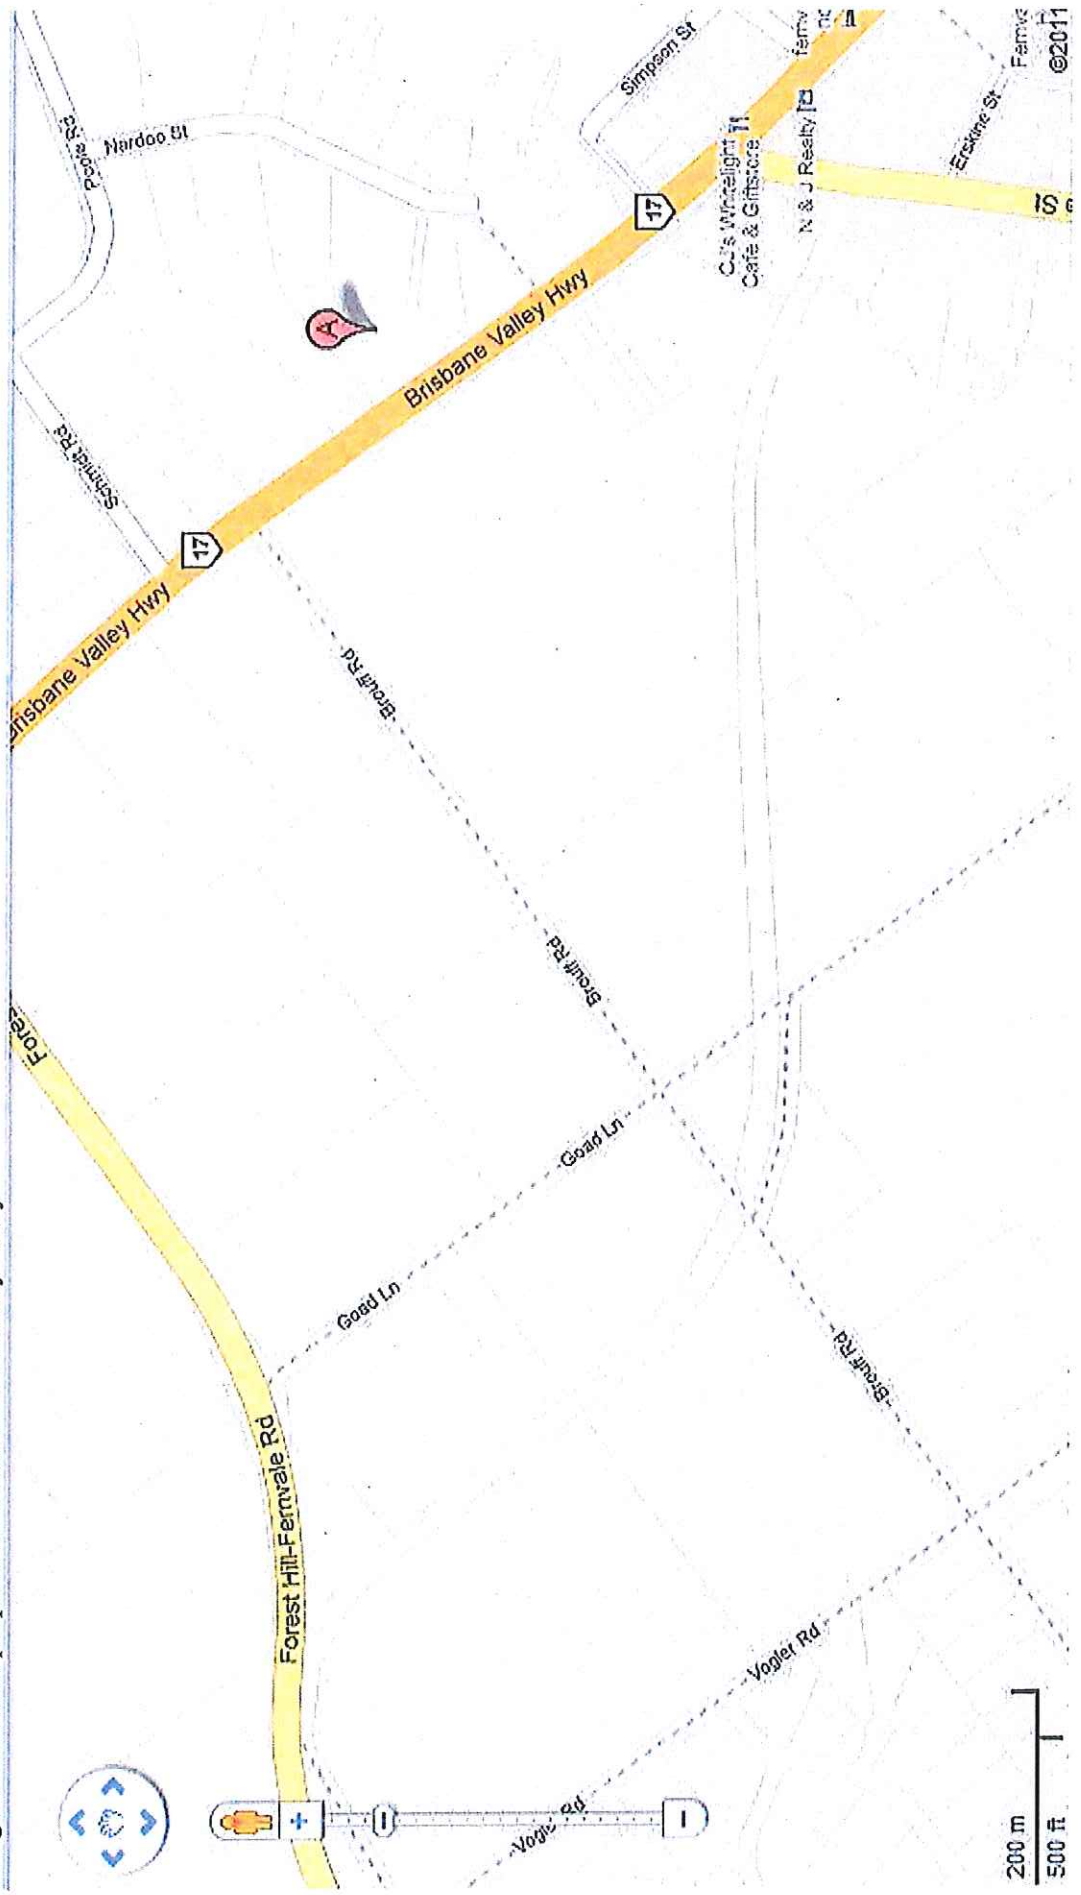 Forest Hill-Fernvale Rd
Brisbane Valley Hwy
Poole Rd
Schmidt Rd
Nardoo St
17
A
Goad Ln
Brouff Rd
Brisbane Valley Hwy
Vogler Rd
Goad Ln
Brouff Rd
17
Simpson St
CJ's Whitelight
Cafe & Giftstore
N & J Realty
Vogler Rd
Brouff Rd
Erskine St
200 m
500 ft
©2011